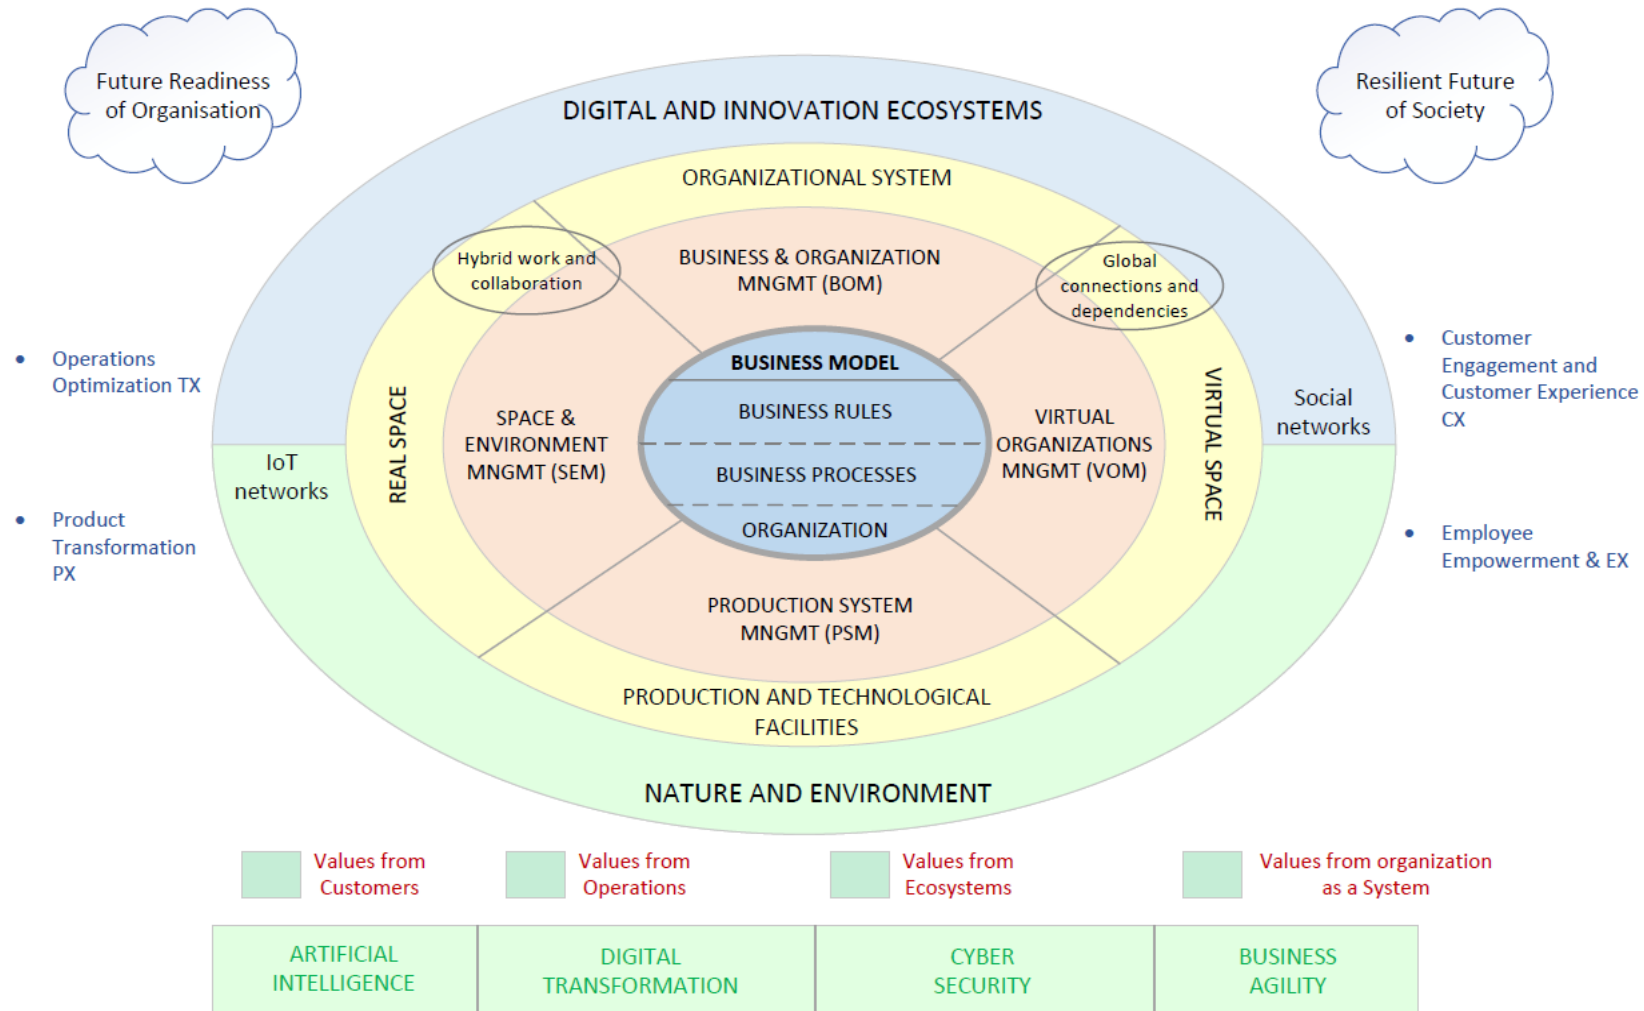 Future Readiness
of Organisation
Resilient Future
of Society
DIGITAL AND INNOVATION ECOSYSTEMS
ORGANIZATIONAL SYSTEM
Hybrid work and
collaboration
BUSINESS & ORGANIZATION
MNGMT (BOM)
Global
connections and
dependencies
Operations
Optimization TX
Product
Transformation
PX
Customer
Engagement and
Customer Experience
CX
Employee
Empowerment & EX
IoT
networks
Social
networks
REAL SPACE
VIRTUAL SPACE
SPACE &
ENVIRONMENT
MNGMT (SEM)
BUSINESS MODEL
BUSINESS RULES
BUSINESS PROCESSES
ORGANIZATION
VIRTUAL
ORGANIZATIONS
MNGMT (VOM)
PRODUCTION SYSTEM
MNGMT (PSM)
PRODUCTION AND TECHNOLOGICAL
FACILITIES
NATURE AND ENVIRONMENT
Values from
Customers
Values from
Operations
Values from
Ecosystems
Values from organization
as a System
ARTIFICIAL
INTELLIGENCE
DIGITAL
TRANSFORMATION
CYBER
SECURITY
BUSINESS
AGILITY